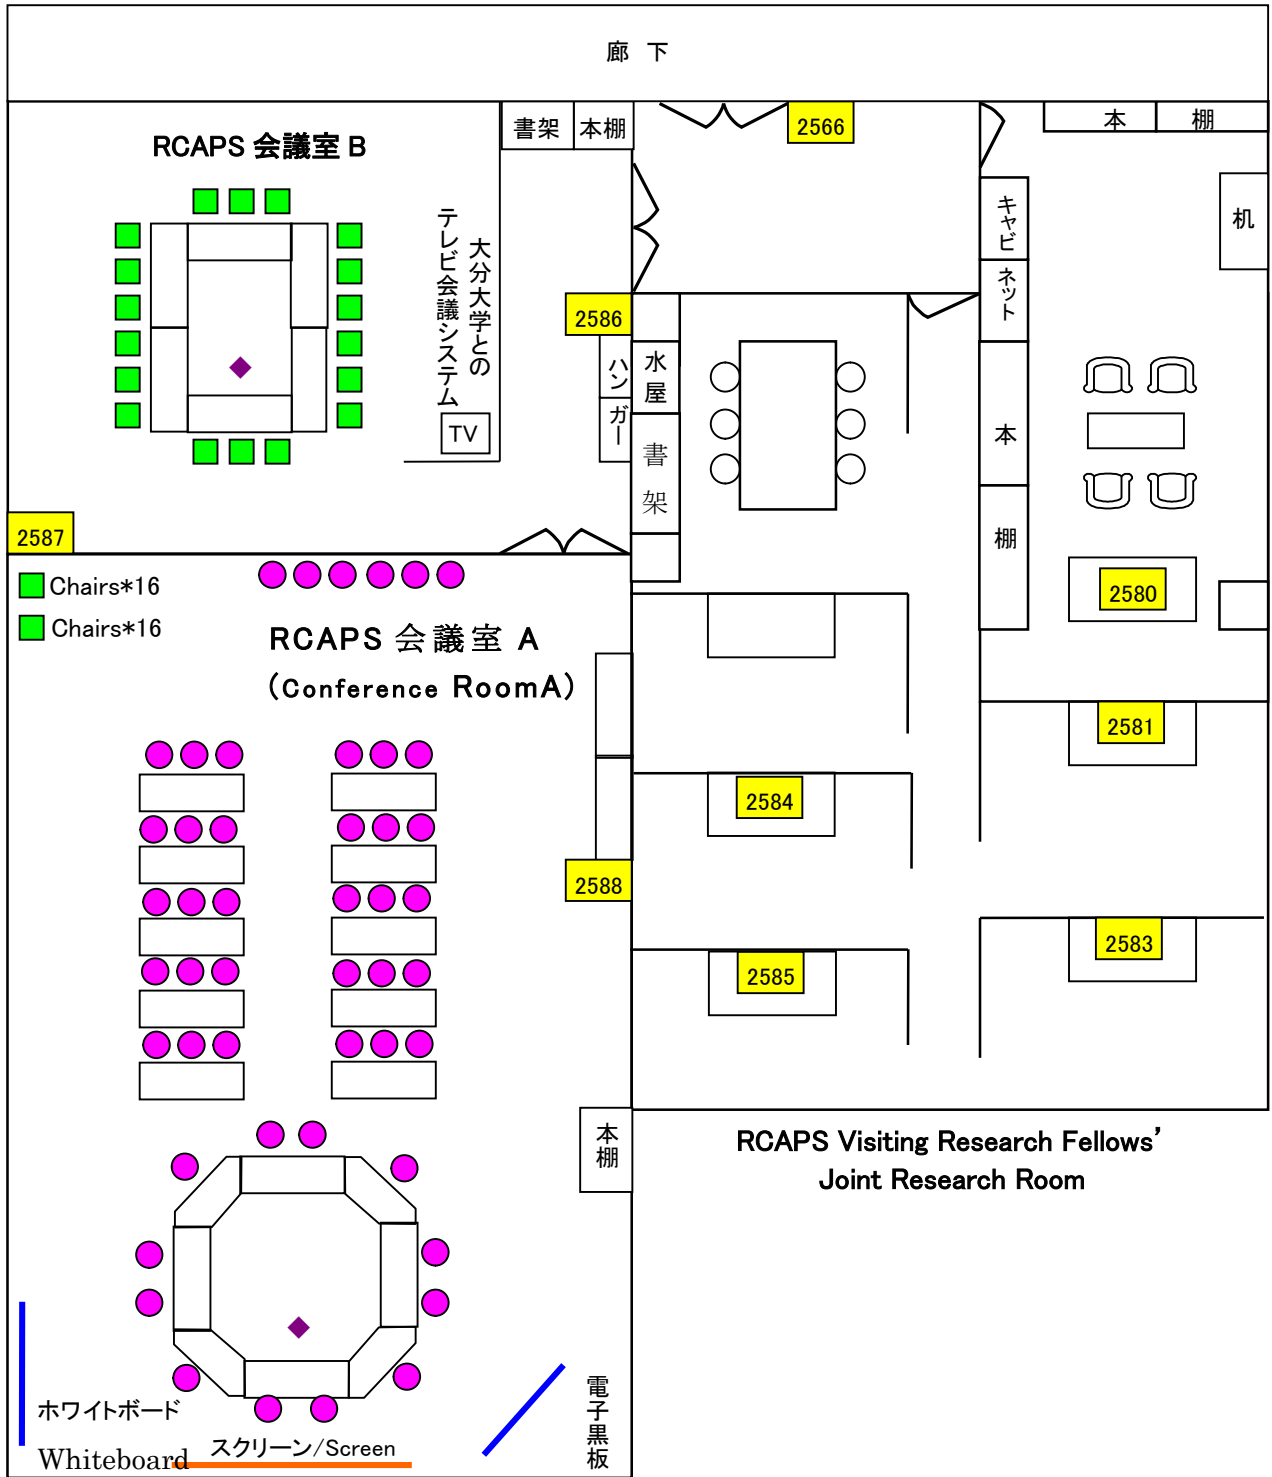 廊 下
RCAPS 会議室 B
書架
本棚
2566
本 棚
机
キャビ
ネット
大分大学との
テレビ会議システム
TV
2586
ハン
ガー
水屋
書架
本
棚
2587
2580
Chairs*16
Chairs*16
RCAPS 会議室 A
(Conference RoomA)
2581
2584
2588
2583
2585
本棚
RCAPS Visiting Research Fellows’
Joint Research Room
電子黒板
ホワイトボード
Whiteboard
スクリーン/Screen